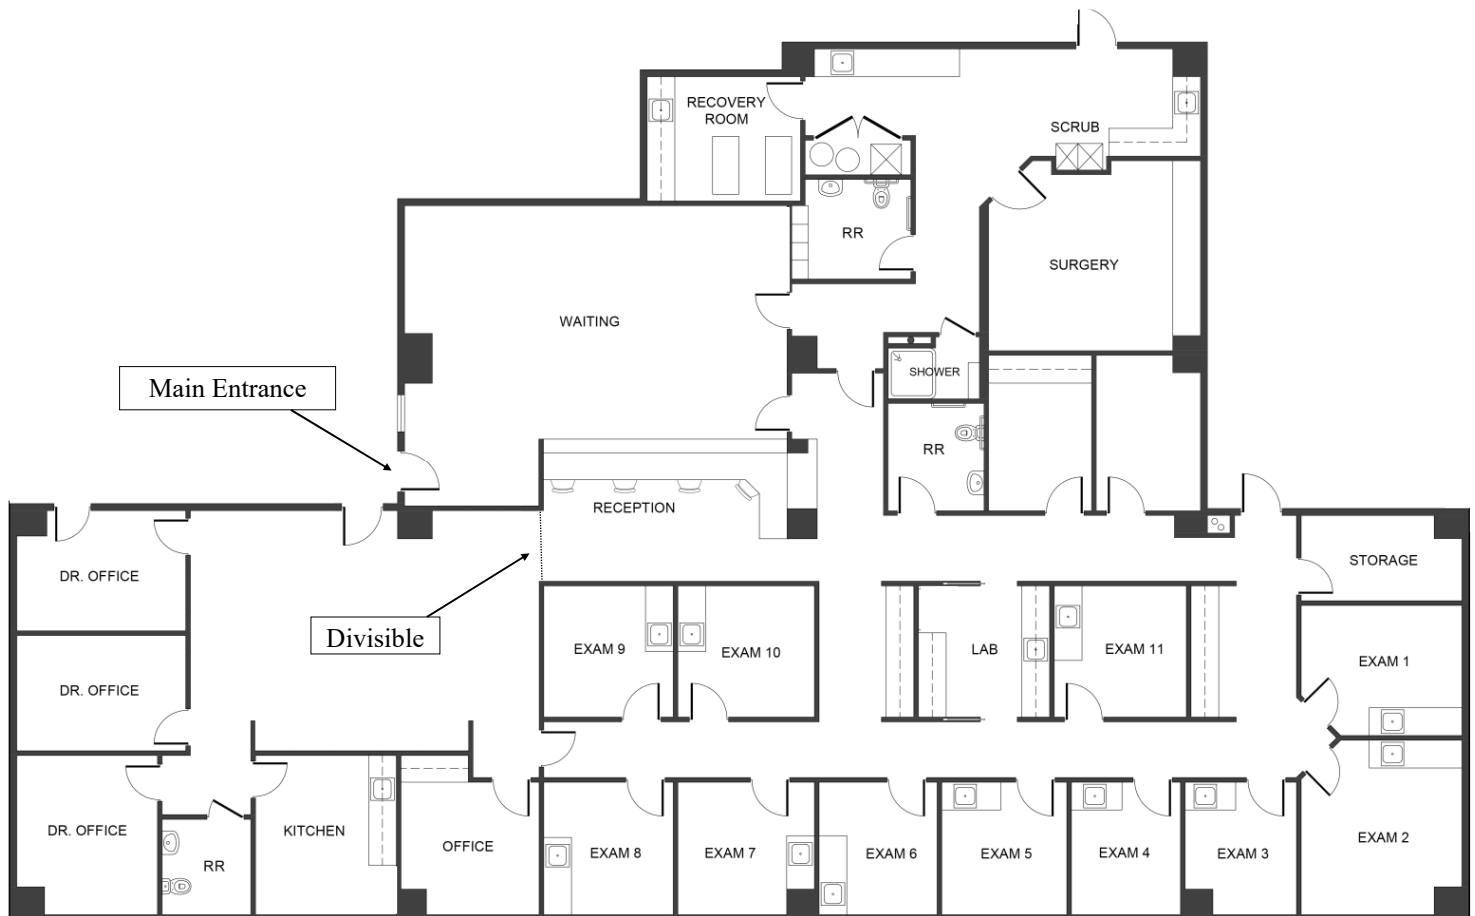 RECOVERY
ROOM
SCRUB
RR
SURGERY
WAITING
Main Entrance
SHOWER
RR
RECEPTION
DR. OFFICE
STORAGE
Divisible
EXAM 9
EXAM 10
LAB
EXAM 11
EXAM 1
DR. OFFICE
DR. OFFICE
KITCHEN
RR
OFFICE
EXAM 8
EXAM 7
EXAM 6
EXAM 5
EXAM 4
EXAM 3
EXAM 2